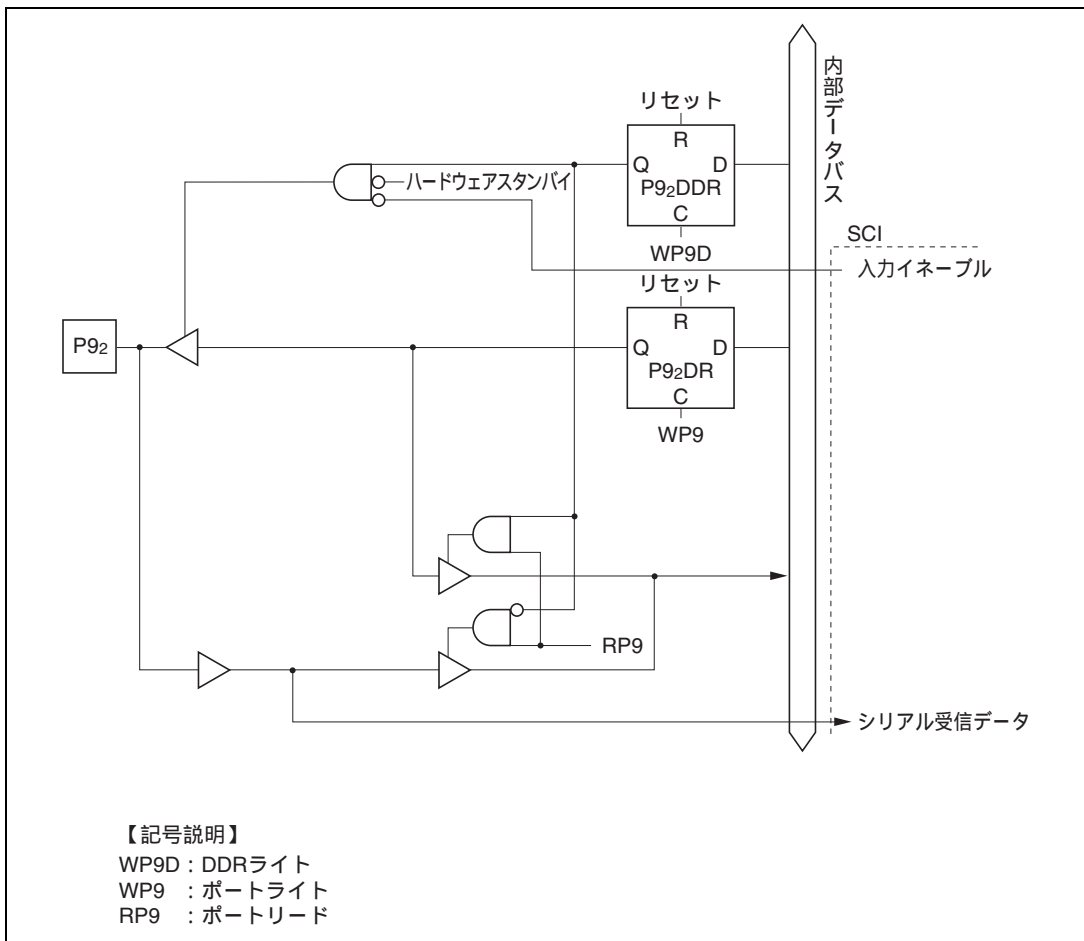 リセット
R
Q D
P9₂DDR
C
WP9D
ハードウェアスタンバイ
内部データバス
SCI
入力イネーブル
リセット
R
Q D
P9₂DR
C
WP9
P9₂
RP9
シリアル受信データ
【記号説明】
WP9D:DDRライト
WP9 :ポートライト
RP9 :ポートリード